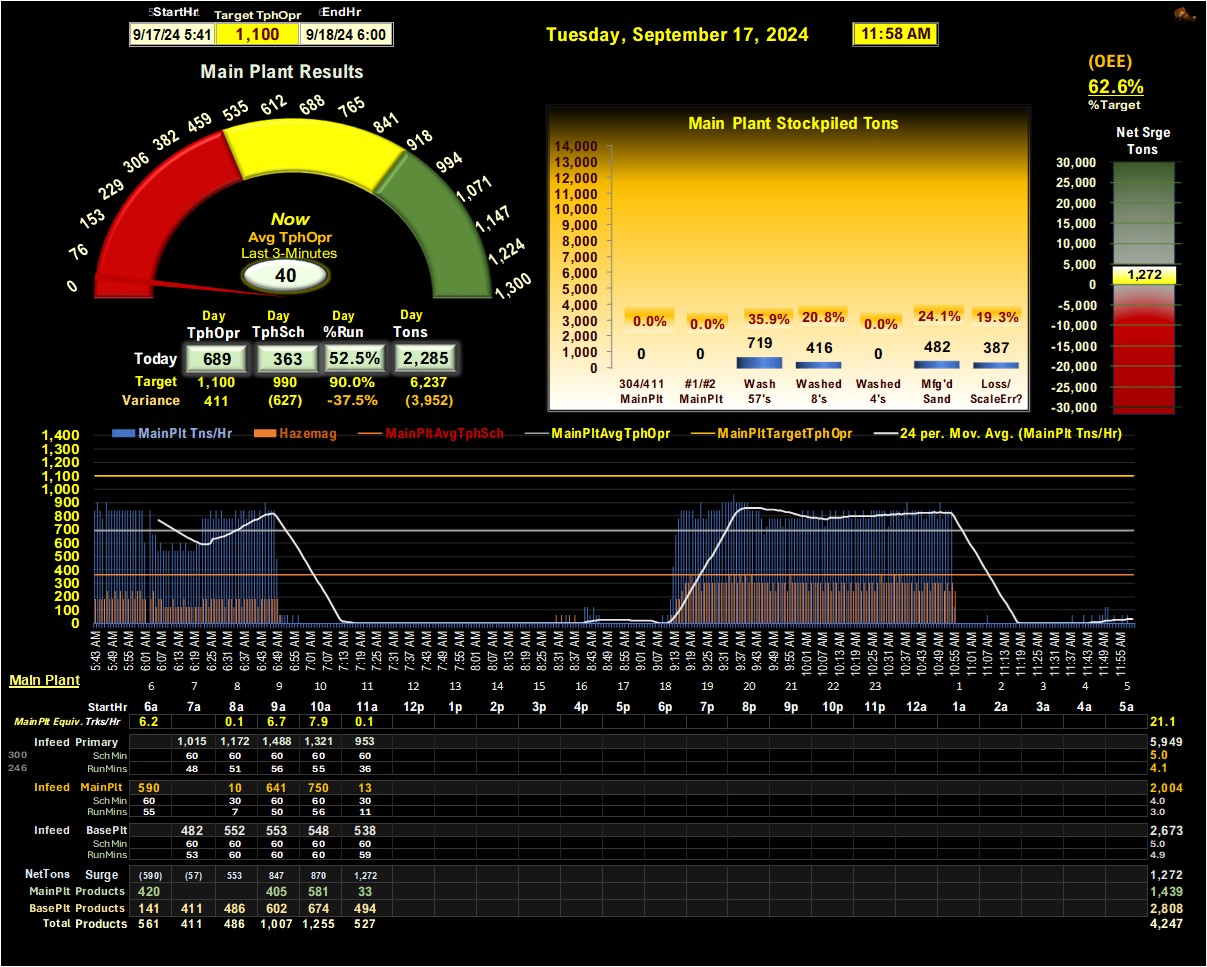 StartHr Target TphOpr EndHr
9/17/24 5:41 1,100 9/18/24 6:00
Tuesday, September 17, 2024 11:58 AM
(OEE)
62.6%
%Target
Main Plant Results
0 76 153 229 306 382 459 535 612 688 765 841 918 994 1,071 1,147 1,224 1,300
Now
Avg TphOpr
Last 3-Minutes
40
Day Day Day Day
TphOpr TphSch %Run Tons
Today 689 363 52.5% 2,285
Target 1,100 990 90.0% 6,237
Variance 411 (627) -37.5% (3,952)
Main Plant Stockpiled Tons
14,000
13,000
12,000
11,000
10,000
9,000
8,000
7,000
6,000
5,000
4,000
3,000
2,000
1,000
0
0.0% 0.0% 35.9% 20.8% 0.0% 24.1% 19.3%
0 0 719 416 0 482 387
304/411 #1/#2 Wash Washed Washed Mfg'd Loss/
MainPlt MainPlt 57's 8's 4's Sand ScaleErr?
Net Srge
Tons
30,000
25,000
20,000
15,000
10,000
5,000
1,272
0
-5,000
-10,000
-15,000
-20,000
-25,000
-30,000
MainPlt Tns/Hr Hazemag MainPltAvgTphSch MainPltAvgTphOpr MainPltTargetTphOpr 24 per. Mov. Avg. (MainPlt Tns/Hr)
1,400
1,300
1,200
1,100
1,000
900
800
700
600
500
400
300
200
100
0
5:43 AM 5:49 AM 5:55 AM 6:01 AM 6:07 AM 6:13 AM 6:19 AM 6:25 AM 6:31 AM 6:37 AM 6:43 AM 6:49 AM 6:55 AM 7:01 AM 7:07 AM 7:13 AM 7:19 AM 7:25 AM 7:31 AM 7:37 AM 7:43 AM 7:49 AM 7:55 AM 8:01 AM 8:07 AM 8:13 AM 8:19 AM 8:25 AM 8:31 AM 8:37 AM 8:43 AM 8:49 AM 8:55 AM 9:01 AM 9:07 AM 9:13 AM 9:19 AM 9:25 AM 9:31 AM 9:37 AM 9:43 AM 9:49 AM 9:55 AM 10:01 AM 10:07 AM 10:13 AM 10:19 AM 10:25 AM 10:31 AM 10:37 AM 10:43 AM 10:49 AM 10:55 AM 11:01 AM 11:07 AM 11:13 AM 11:19 AM 11:25 AM 11:31 AM 11:37 AM 11:43 AM 11:49 AM 11:55 AM
Main Plant 6 7 8 9 10 11 12 13 14 15 16 17 18 19 20 21 22 23 1 2 3 4 5
StartHr 6a 7a 8a 9a 10a 11a 12p 1p 2p 3p 4p 5p 6p 7p 8p 9p 10p 11p 12a 1a 2a 3a 4a 5a
MainPlt Equiv. Trks/Hr 6.2 0.1 6.7 7.9 0.1 21.1
Infeed Primary 1,015 1,172 1,488 1,321 953 5,949
300 Sch Min 60 60 60 60 60 5.0
246 RunMins 48 51 56 55 36 4.1
Infeed MainPlt 590 10 641 750 13 2,004
Sch Min 60 30 60 60 30 4.0
RunMins 55 7 50 56 11 3.0
Infeed BasePlt 482 552 553 548 538 2,673
Sch Min 60 60 60 60 60 5.0
RunMins 53 60 60 60 59 4.9
NetTons Surge (590) (57) 553 847 870 1,272 1,272
MainPlt Products 420 405 581 33 1,439
BasePlt Products 141 411 486 602 674 494 2,808
Total Products 561 411 486 1,007 1,255 527 4,247